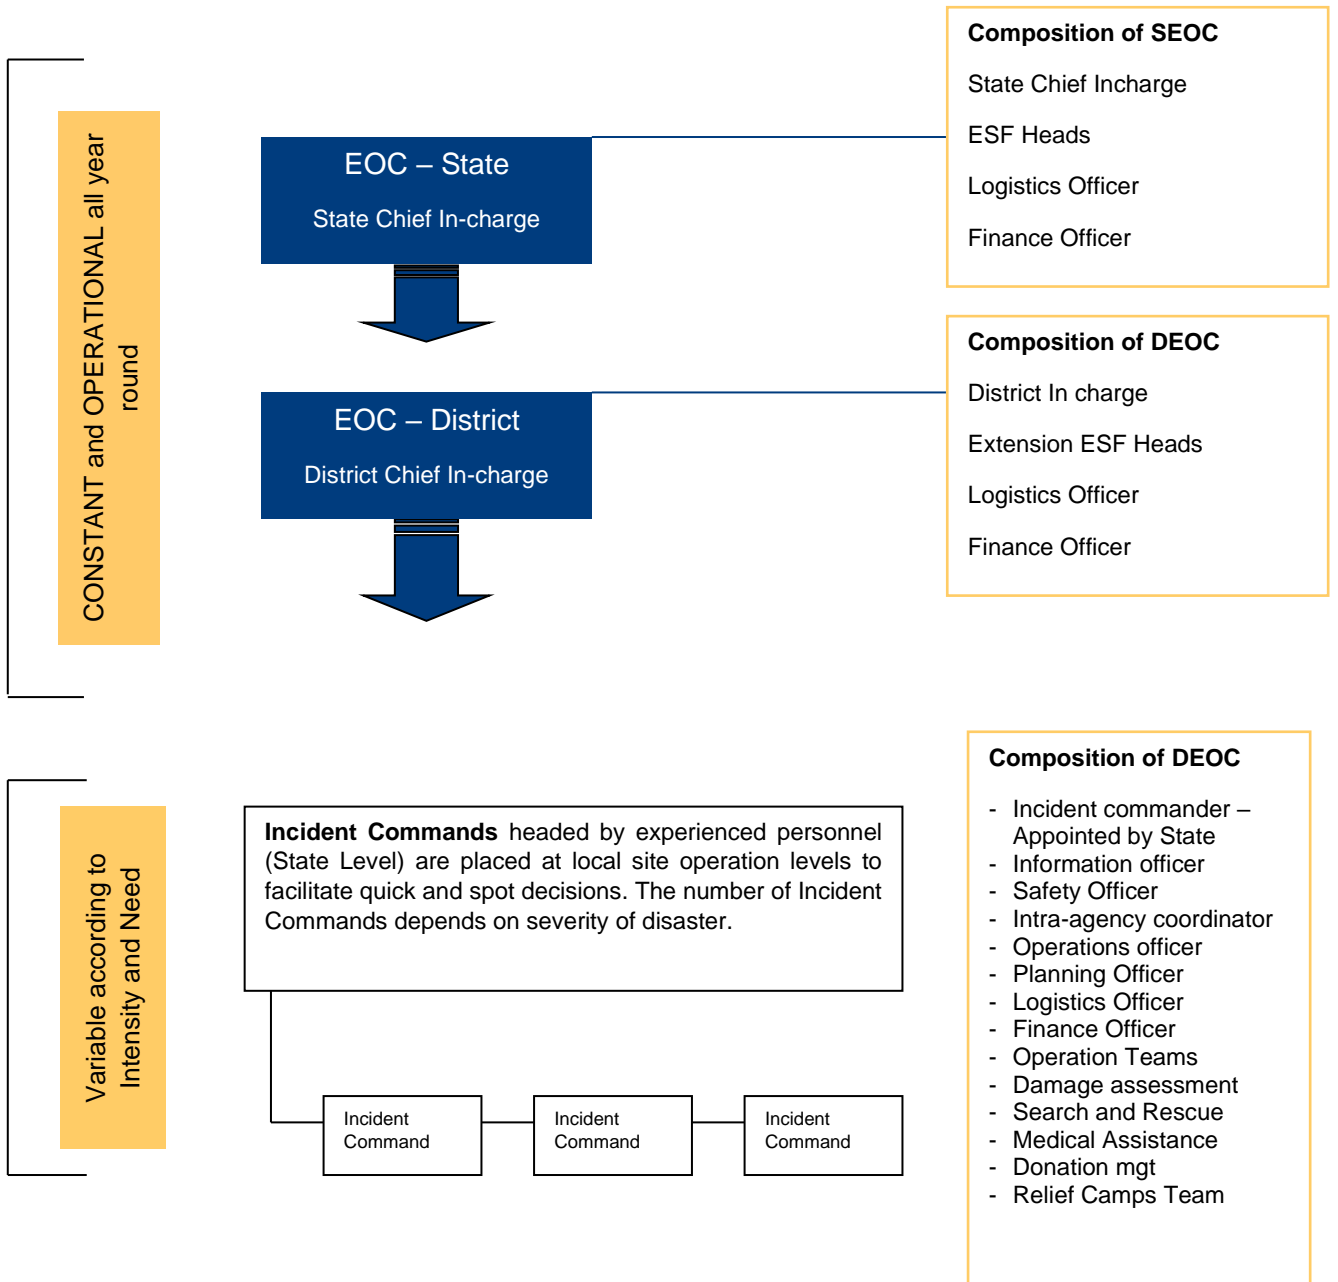 Composition of SEOC
State Chief Incharge
ESF Heads
Logistics Officer
Finance Officer
CONSTANT and OPERATIONAL all year
round
EOC – State
State Chief In-charge
Composition of DEOC
District In charge
Extension ESF Heads
Logistics Officer
Finance Officer
EOC – District
District Chief In-charge
Variable according to
Intensity and Need
Incident Commands headed by experienced personnel
(State Level) are placed at local site operation levels to
facilitate quick and spot decisions. The number of Incident
Commands depends on severity of disaster.
Incident
Command
Incident
Command
Incident
Command
Composition of DEOC
- Incident commander –
Appointed by State
- Information officer
- Safety Officer
- Intra-agency coordinator
- Operations officer
- Planning Officer
- Logistics Officer
- Finance Officer
- Operation Teams
- Damage assessment
- Search and Rescue
- Medical Assistance
- Donation mgt
- Relief Camps Team